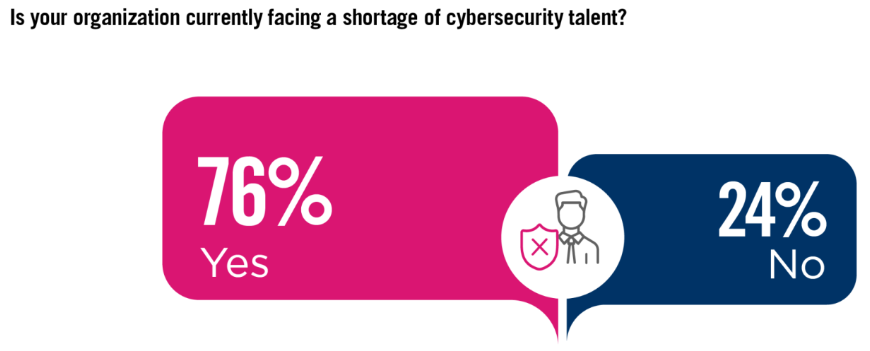 Is your organization currently facing a shortage of cybersecurity talent?
76%
Yes
24%
No